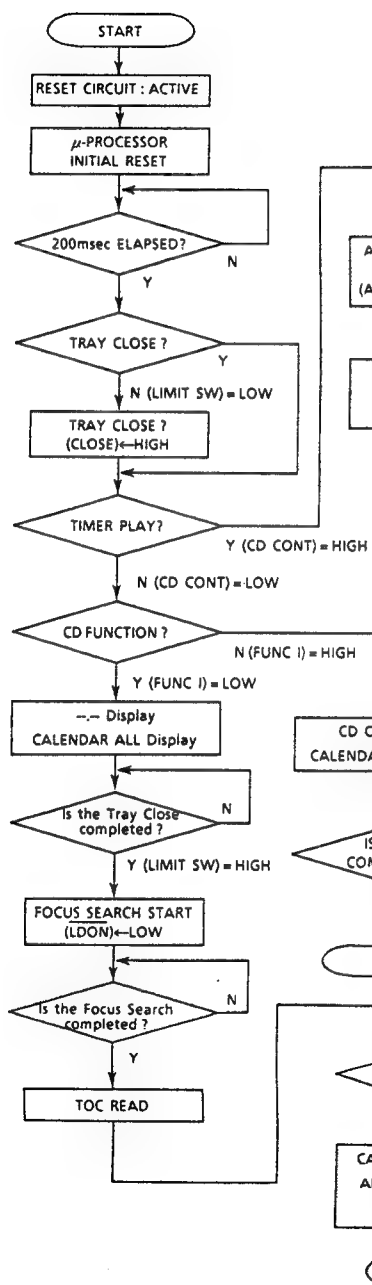 START
RESET CIRCUIT : ACTIVE
μ-PROCESSOR
INITIAL RESET
200msec ELAPSED?
N
Y
A
(A
TRAY CLOSE ?
Y
N (LIMIT SW) = LOW
TRAY CLOSE ?
(CLOSE)←HIGH
TIMER PLAY?
Y (CD CONT) = HIGH
N (CD CONT) = LOW
CD FUNCTION ?
N (FUNC I) = HIGH
Y (FUNC I) = LOW
–.– Display
CALENDAR ALL Display
CD C
CALENDA
Is the Tray Close
completed ?
N
Y (LIMIT SW) = HIGH
IS
COM
FOCUS SEARCH START
(L̅D̅O̅N̅)←LOW
Is the Focus Search
completed ?
N
Y
TOC READ
CA
A